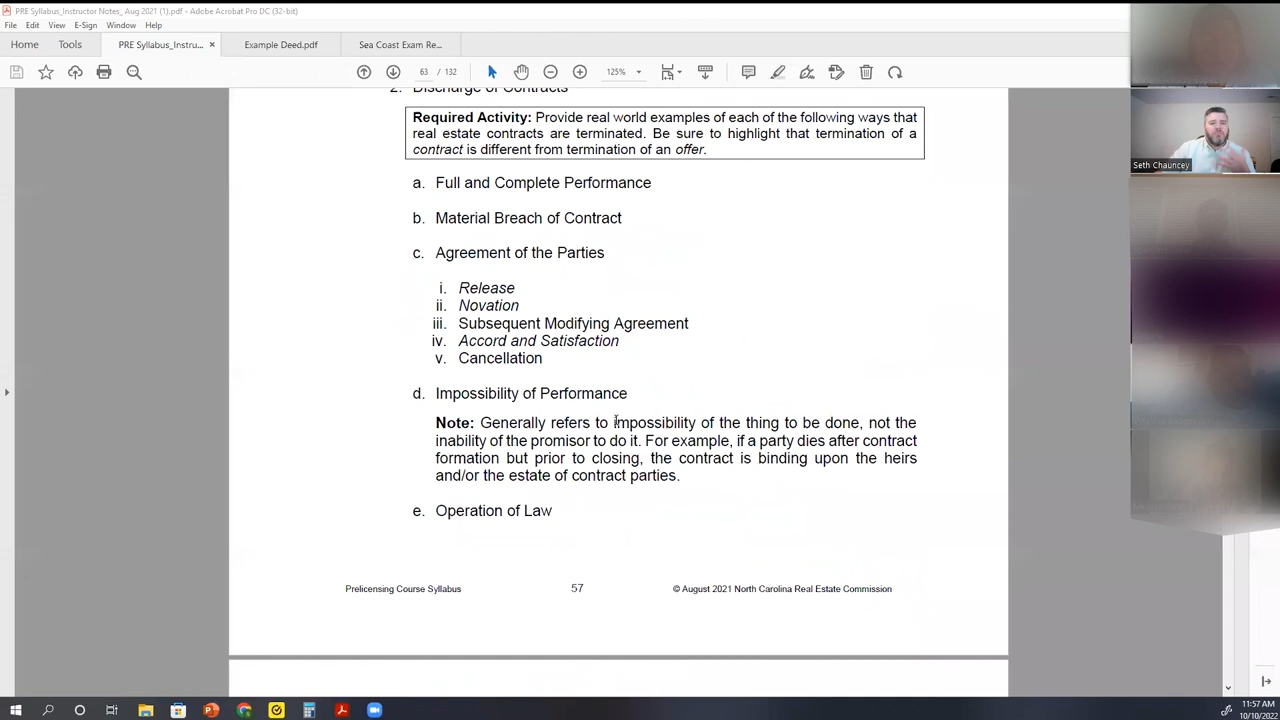 PRE Syllabus_Instructor Notes_ Aug 2021 (1).pdf - Adobe Acrobat Pro DC (32-bit)
File Edit View E-Sign Window Help
Home Tools PRE Syllabus_Instru... × Example Deed.pdf Sea Coast Exam Re...
63 / 132 125%
2. Discharge of Contracts
Required Activity: Provide real world examples of each of the following ways that
real estate contracts are terminated. Be sure to highlight that termination of a
contract is different from termination of an offer.
a. Full and Complete Performance
b. Material Breach of Contract
c. Agreement of the Parties
i. Release
ii. Novation
iii. Subsequent Modifying Agreement
iv. Accord and Satisfaction
v. Cancellation
d. Impossibility of Performance
Note: Generally refers to impossibility of the thing to be done, not the
inability of the promisor to do it. For example, if a party dies after contract
formation but prior to closing, the contract is binding upon the heirs
and/or the estate of contract parties.
e. Operation of Law
Prelicensing Course Syllabus 57 © August 2021 North Carolina Real Estate Commission
Seth Chauncey
11:57 AM
10/10/2022